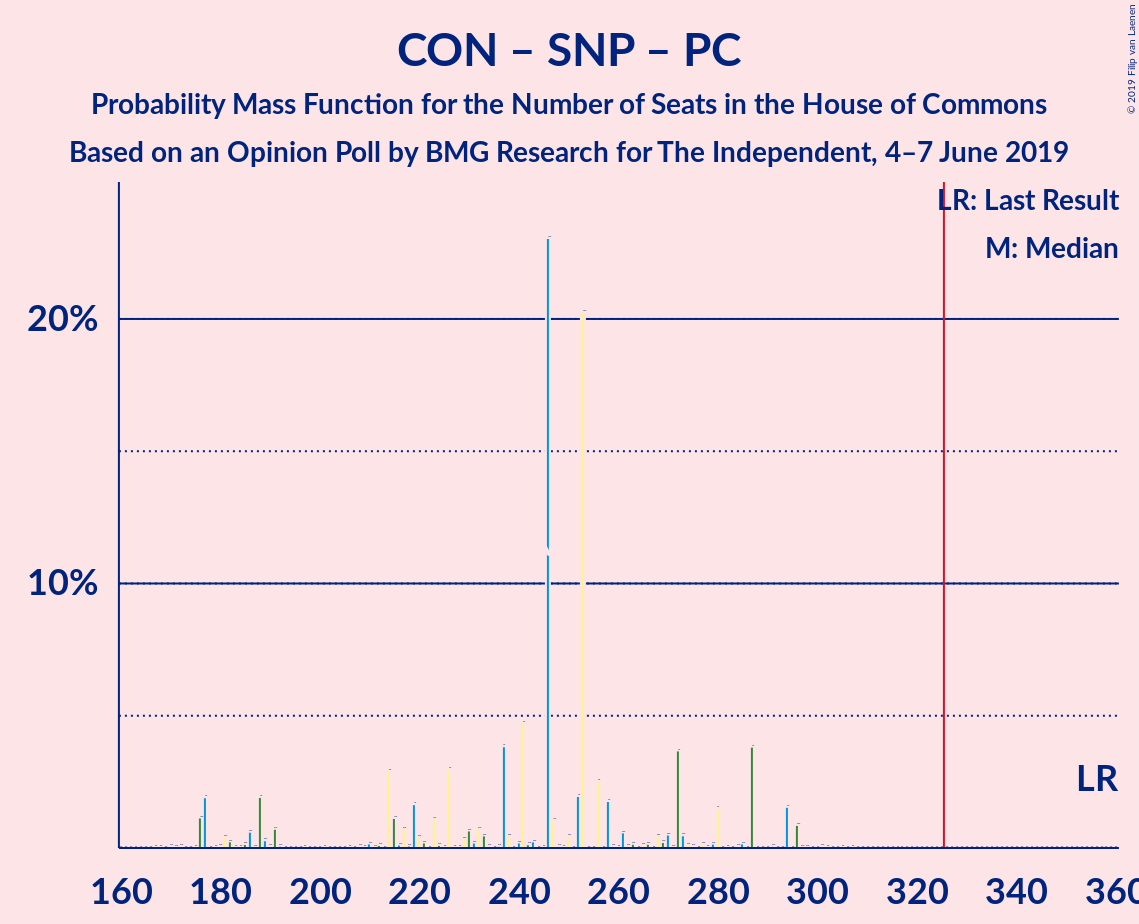 CON – SNP – PC
Probability Mass Function for the Number of Seats in the House of Commons
Based on an Opinion Poll by BMG Research for The Independent, 4–7 June 2019
© 2019 Filip van Laenen
LR: Last Result
M: Median
20%
10%
LR
160 180 200 220 240 260 280 300 320 340 360